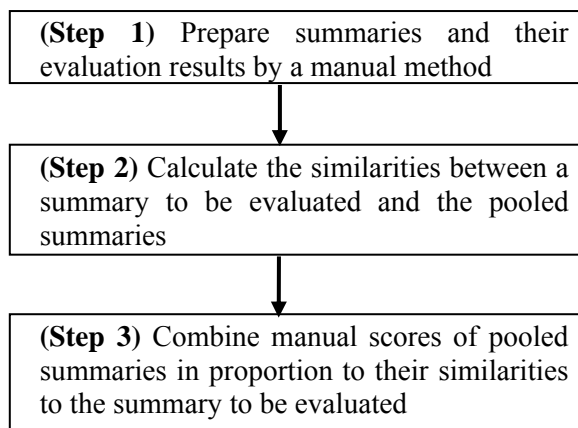 (Step 1) Prepare summaries and their
evaluation results by a manual method
(Step 2) Calculate the similarities between a
summary to be evaluated and the pooled
summaries
(Step 3) Combine manual scores of pooled
summaries in proportion to their similarities
to the summary to be evaluated